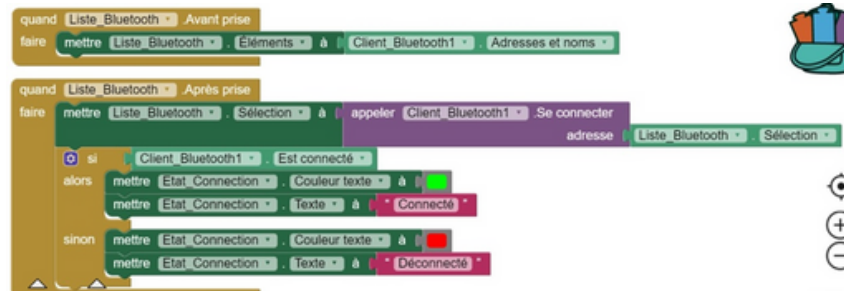 quand Liste_Bluetooth .Avant prise
faire mettre Liste_Bluetooth . Éléments à Client_Bluetooth1 . Adresses et noms
quand Liste_Bluetooth .Après prise
faire mettre Liste_Bluetooth . Sélection à appeler Client_Bluetooth1 .Se connecter
adresse Liste_Bluetooth . Sélection
si Client_Bluetooth1 . Est connecté
alors mettre Etat_Connection . Couleur texte à
mettre Etat_Connection . Texte à " Connecté "
sinon mettre Etat_Connection . Couleur texte à
mettre Etat_Connection . Texte à " Déconnecté "